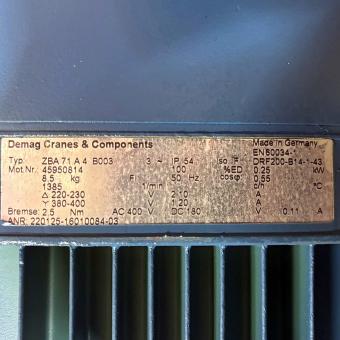 Demag Cranes & Components Made in Germany
EN60034-1
Typ: ZBA 71 A 4 B003 3 ~ IP 54 Iso F DRF200-B14-1-43
Mot.Nr. 45950814 100 %ED 0.25 kW
8.5 kg F 50 Hz cosφ 0.55
1385 1/min c/h °C
Δ 220-230 V 2.10 A
Y 380-400 V 1.20 A
Bremse: 2.5 Nm AC 400 V DC 180 V 0.11 A
ANR: 220125-16010084-03